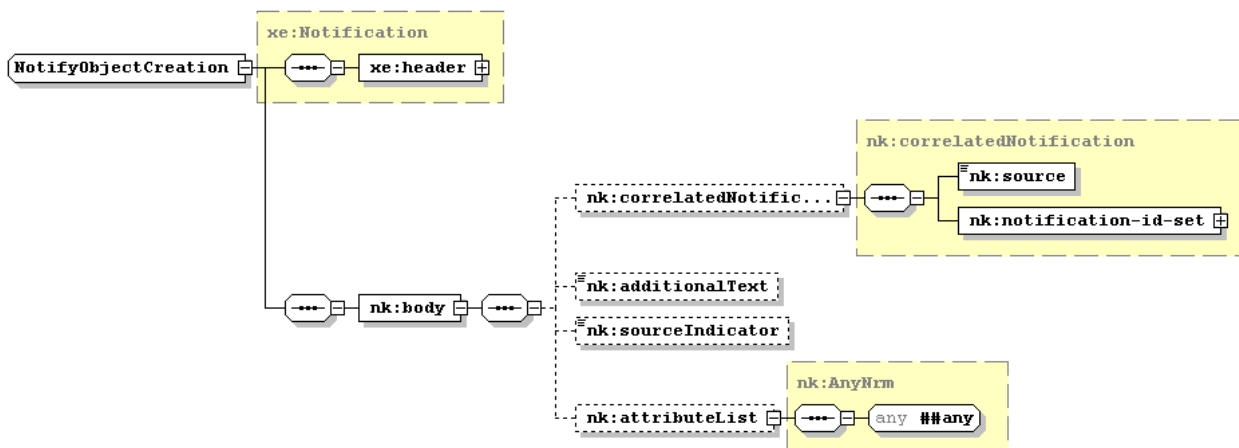 xe:Notification
NotifyObjectCreation
xe:header
nk:correlatedNotification
nk:source
nk:correlatedNotific...
nk:notification-id-set
nk:additionalText
nk:body
nk:sourceIndicator
nk:AnyNrm
nk:attributeList
any ##any